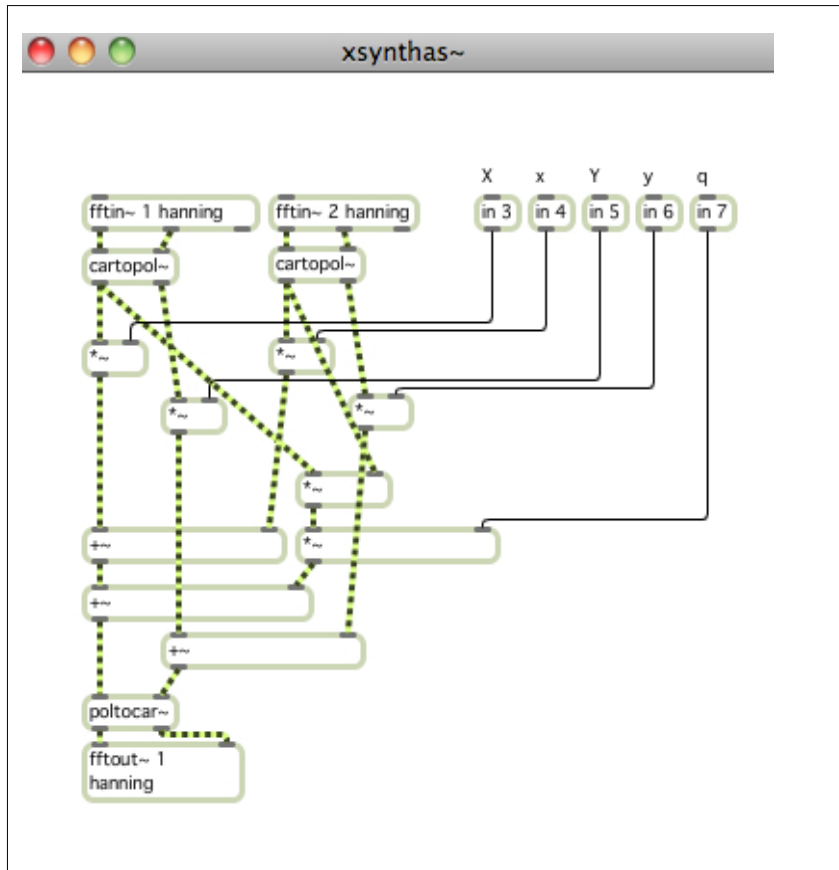 xsynthas~
X x Y y q
fftin~ 1 hanning fftin~ 2 hanning in 3 in 4 in 5 in 6 in 7
cartopol~ cartopol~
*~ *~
*~ *~
*~
+~ *~
+~
+~
poltocar~
fftout~ 1
hanning